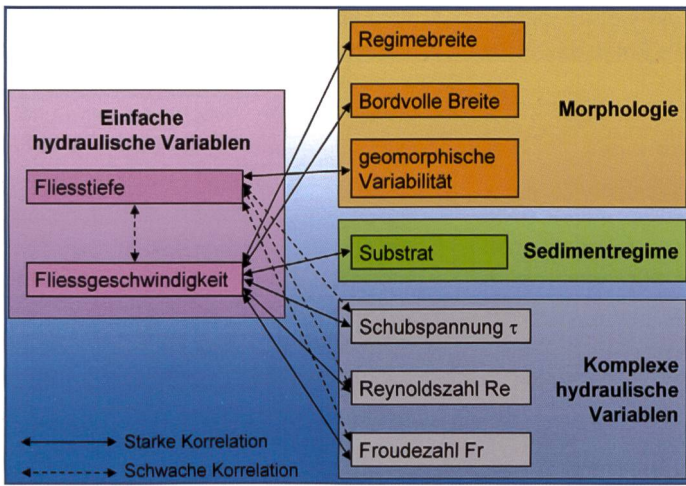 Einfache
hydraulische Variablen
Fliesstiefe
Fliessgeschwindigkeit
Regimebreite
Bordvolle Breite
geomorphische
Variabilität
Morphologie
Substrat
Sedimentregime
Schubspannung τ
Reynoldszahl Re
Froudezahl Fr
Komplexe
hydraulische
Variablen
Starke Korrelation
Schwache Korrelation